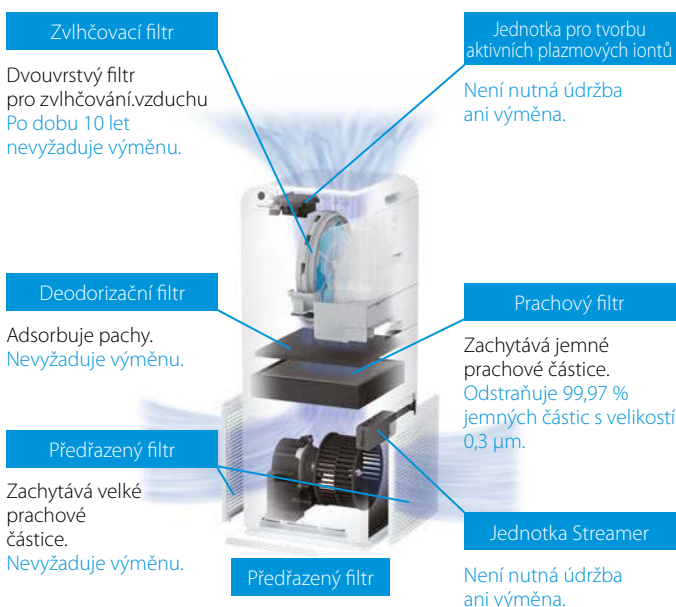 Zvlhčovací filtr
Dvouvrstvý filtr
pro zvlhčování.vzduchu
Po dobu 10 let
nevyžaduje výměnu.
Jednotka pro tvorbu
aktivních plazmových iontů
Není nutná údržba
ani výměna.
Deodorizační filtr
Adsorbuje pachy.
Nevyžaduje výměnu.
Prachový filtr
Zachytává jemné
prachové částice.
Odstraňuje 99,97 %
jemných částic s velikostí
0,3 µm.
Předřazený filtr
Zachytává velké
prachové
částice.
Nevyžaduje výměnu.
Předřazený filtr
Jednotka Streamer
Není nutná údržba
ani výměna.